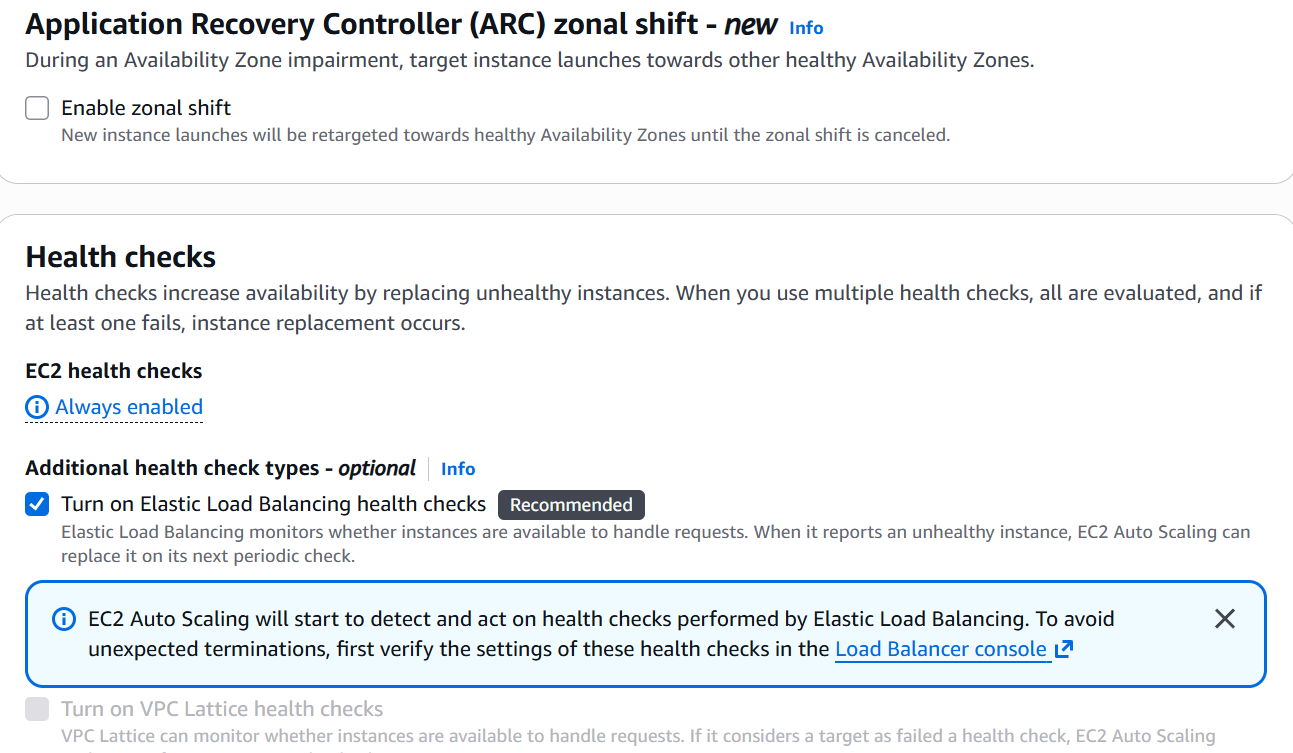 Application Recovery Controller (ARC) zonal shift - new Info
During an Availability Zone impairment, target instance launches towards other healthy Availability Zones.
Enable zonal shift
New instance launches will be retargeted towards healthy Availability Zones until the zonal shift is canceled.
Health checks
Health checks increase availability by replacing unhealthy instances. When you use multiple health checks, all are evaluated, and if
at least one fails, instance replacement occurs.
EC2 health checks
Always enabled
Additional health check types - optional Info
Turn on Elastic Load Balancing health checks Recommended
Elastic Load Balancing monitors whether instances are available to handle requests. When it reports an unhealthy instance, EC2 Auto Scaling can
replace it on its next periodic check.
EC2 Auto Scaling will start to detect and act on health checks performed by Elastic Load Balancing. To avoid
unexpected terminations, first verify the settings of these health checks in the Load Balancer console
Turn on VPC Lattice health checks
VPC Lattice can monitor whether instances are available to handle requests. If it considers a target as failed a health check, EC2 Auto Scaling